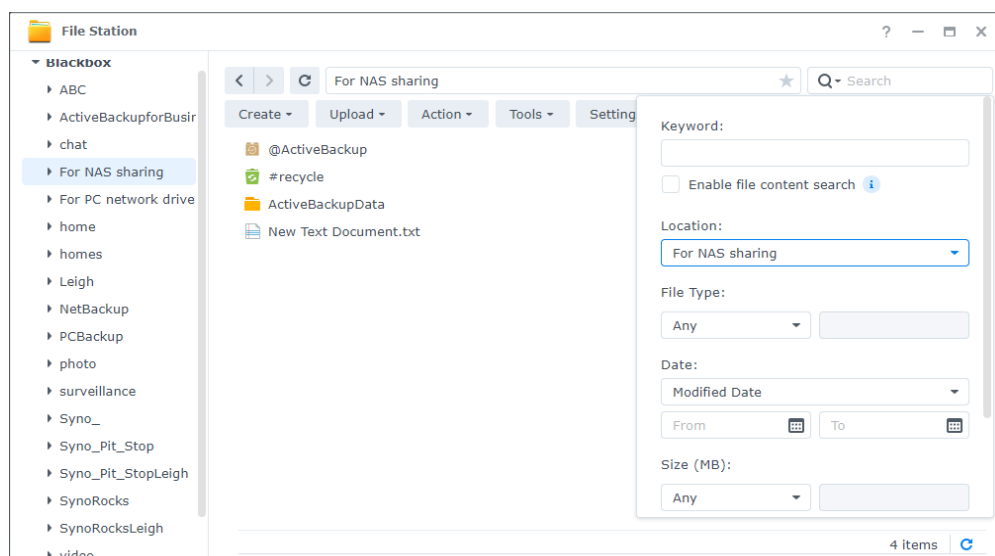 File Station
Blackbox
ABC
ActiveBackupforBusir
chat
For NAS sharing
For PC network drive
home
homes
Leigh
NetBackup
PCBackup
photo
surveillance
Syno_
Syno_Pit_Stop
Syno_Pit_StopLeigh
SynoRocks
SynoRocksLeigh
video
For NAS sharing
Search
Create Upload Action Tools Setting
@ActiveBackup
#recycle
ActiveBackupData
New Text Document.txt
Keyword:
Enable file content search
Location:
For NAS sharing
File Type:
Any
Date:
Modified Date
From To
Size (MB):
Any
4 items